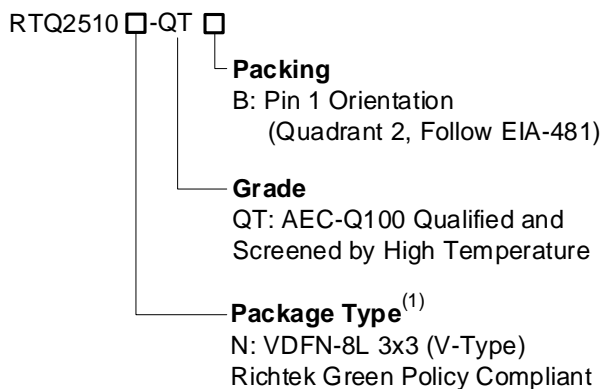 RTQ2510 □-QT □
Packing
B: Pin 1 Orientation
(Quadrant 2, Follow EIA-481)
Grade
QT: AEC-Q100 Qualified and
Screened by High Temperature
Package Type(1)
N: VDFN-8L 3x3 (V-Type)
Richtek Green Policy Compliant